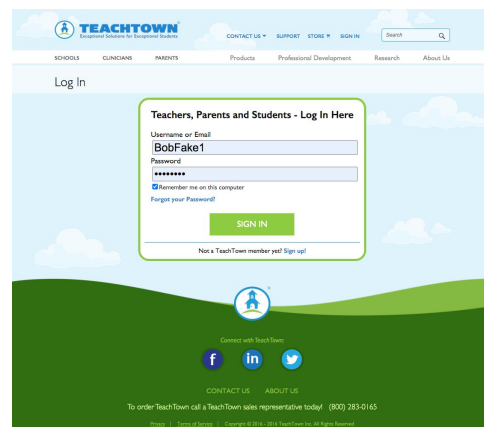 TEACHTOWN®
Exceptional Solutions for Exceptional Students
CONTACT US SUPPORT STORE SIGN IN Search
SCHOOLS CLINICIANS PARENTS Products Professional Development Research About Us
Log In
Teachers, Parents and Students - Log In Here
Username or Email
BobFake1
Password
••••••••
Remember me on this computer
Forgot your Password?
SIGN IN
Not a TeachTown member yet? Sign up!
Connect with TeachTown:
f in
CONTACT US ABOUT US
To order TeachTown call a TeachTown sales representative today! (800) 283-0165
Privacy | Terms of Service | Copyright © 2016 - 2016 TeachTown Inc. All Rights Reserved